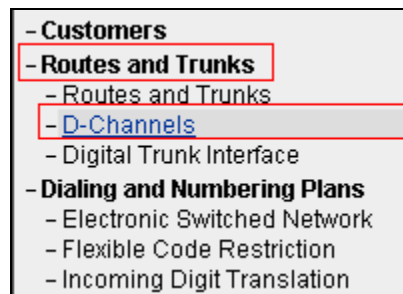 – Customers
– Routes and Trunks
– Routes and Trunks
– D-Channels
– Digital Trunk Interface
– Dialing and Numbering Plans
– Electronic Switched Network
– Flexible Code Restriction
– Incoming Digit Translation